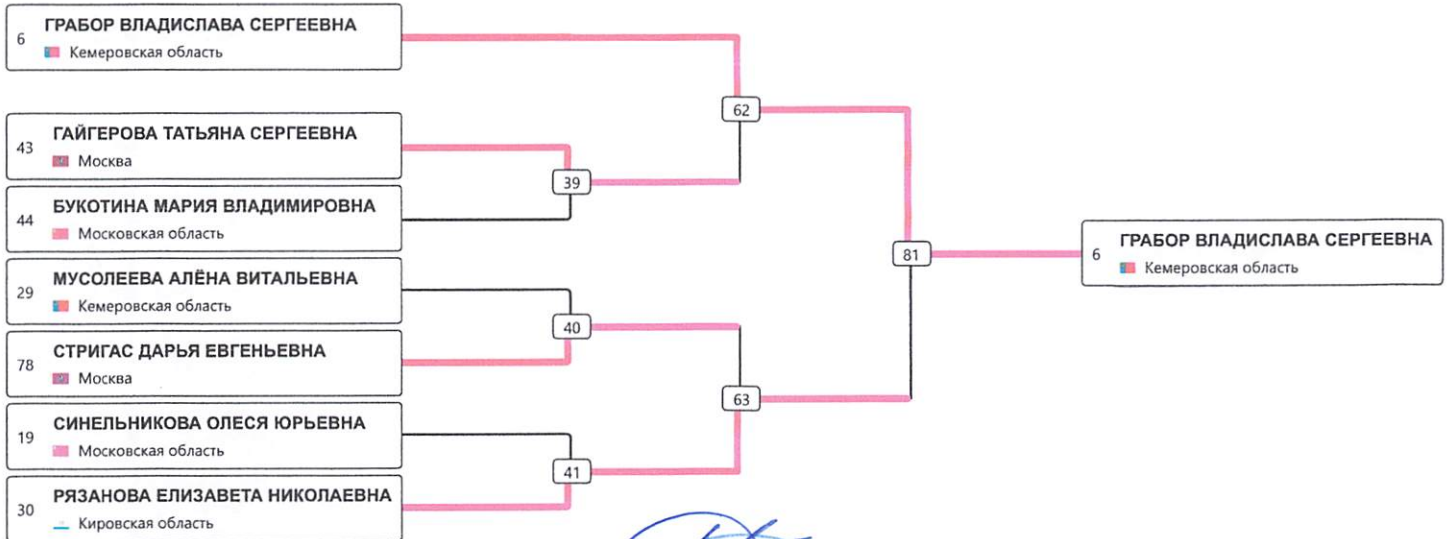 6 ГРАБОР ВЛАДИСЛАВА СЕРГЕЕВНА
Кемеровская область
43 ГАЙГЕРОВА ТАТЬЯНА СЕРГЕЕВНА
Москва
44 БУКОТИНА МАРИЯ ВЛАДИМИРОВНА
Московская область
29 МУСОЛЕЕВА АЛЁНА ВИТАЛЬЕВНА
Кемеровская область
78 СТРИГАС ДАРЬЯ ЕВГЕНЬЕВНА
Москва
19 СИНЕЛЬНИКОВА ОЛЕСЯ ЮРЬЕВНА
Московская область
30 РЯЗАНОВА ЕЛИЗАВЕТА НИКОЛАЕВНА
Кировская область
39
40
41
62
63
81
6 ГРАБОР ВЛАДИСЛАВА СЕРГЕЕВНА
Кемеровская область